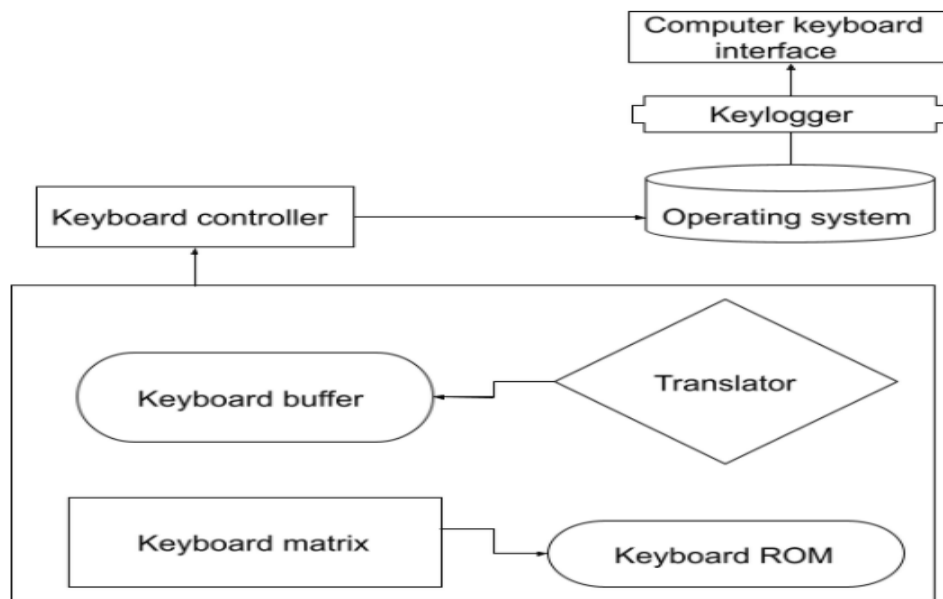 Computer keyboard
interface
Keylogger
Keyboard controller
Operating system
Translator
Keyboard buffer
Keyboard matrix
Keyboard ROM